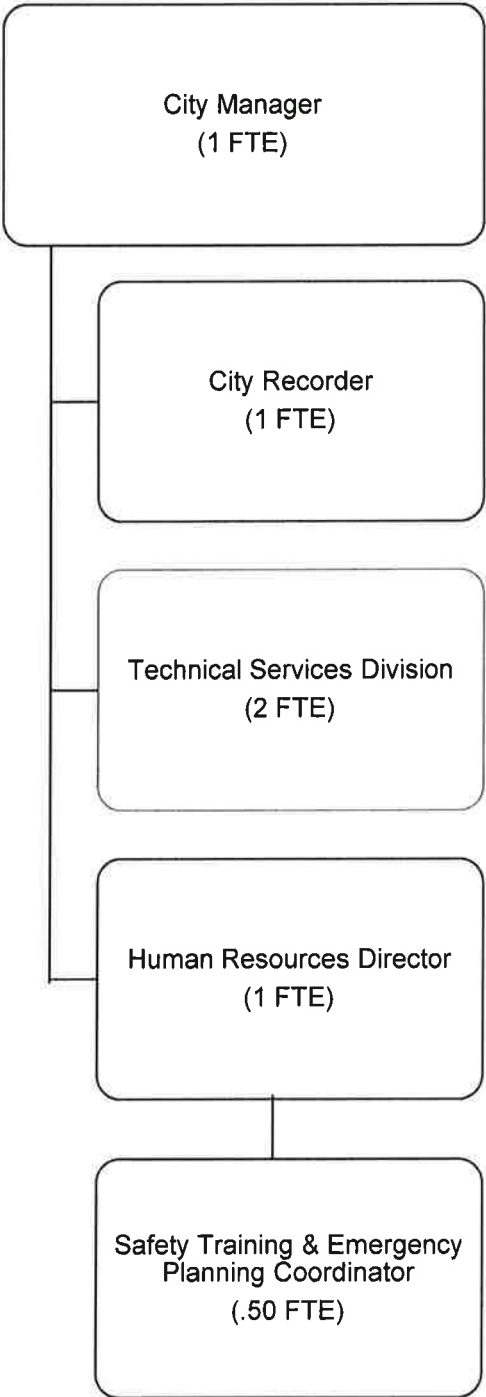 City Manager
(1 FTE)
City Recorder
(1 FTE)
Technical Services Division
(2 FTE)
Human Resources Director
(1 FTE)
Safety Training & Emergency
Planning Coordinator
(.50 FTE)